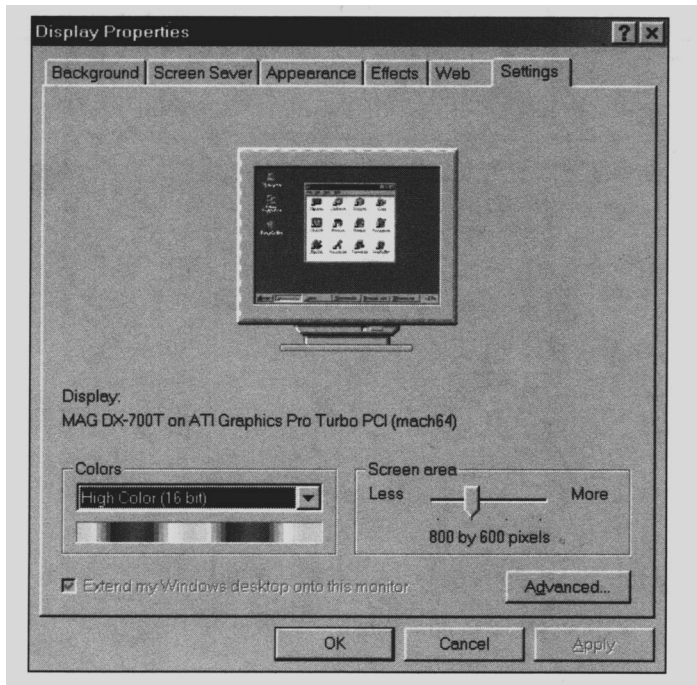 Display Properties
? ×
Background Screen Saver Appearance Effects Web Settings
Display:
MAG DX-700T on ATI Graphics Pro Turbo PCI (mach64)
Colors
High Color (16 bit)
Screen area
Less More
800 by 600 pixels
Extend my Windows desktop onto this monitor
Advanced...
OK Cancel Apply